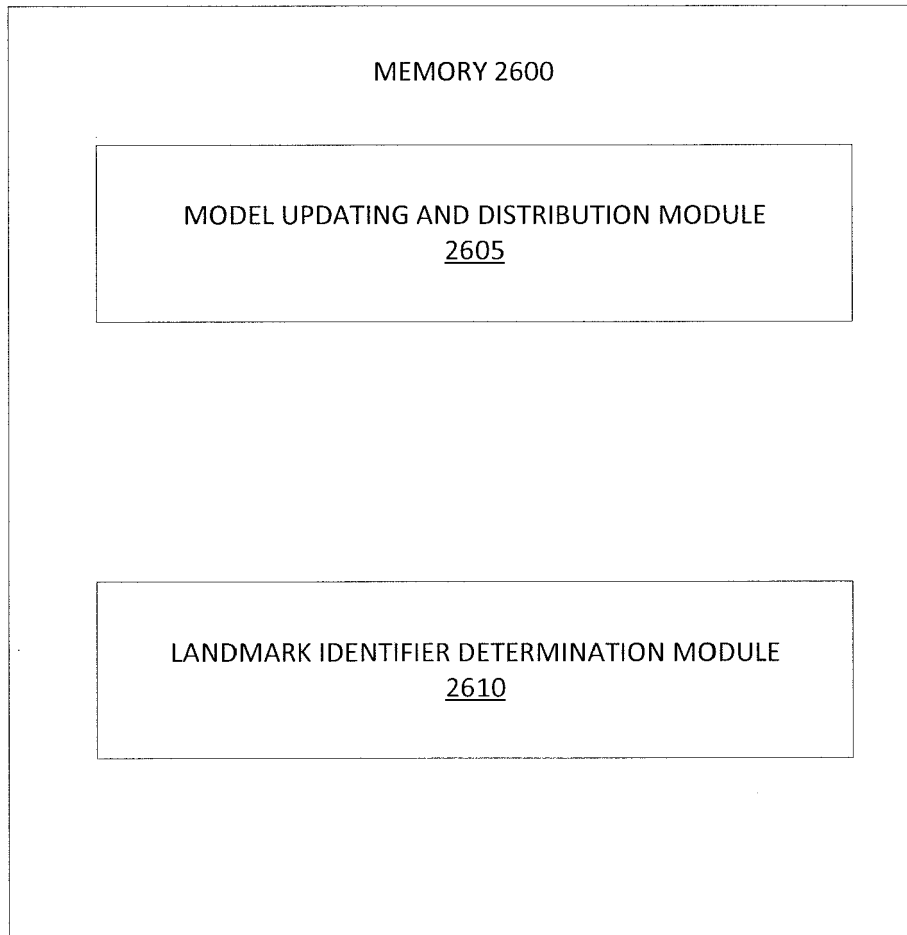 MEMORY 2600
MODEL UPDATING AND DISTRIBUTION MODULE
2605
LANDMARK IDENTIFIER DETERMINATION MODULE
2610